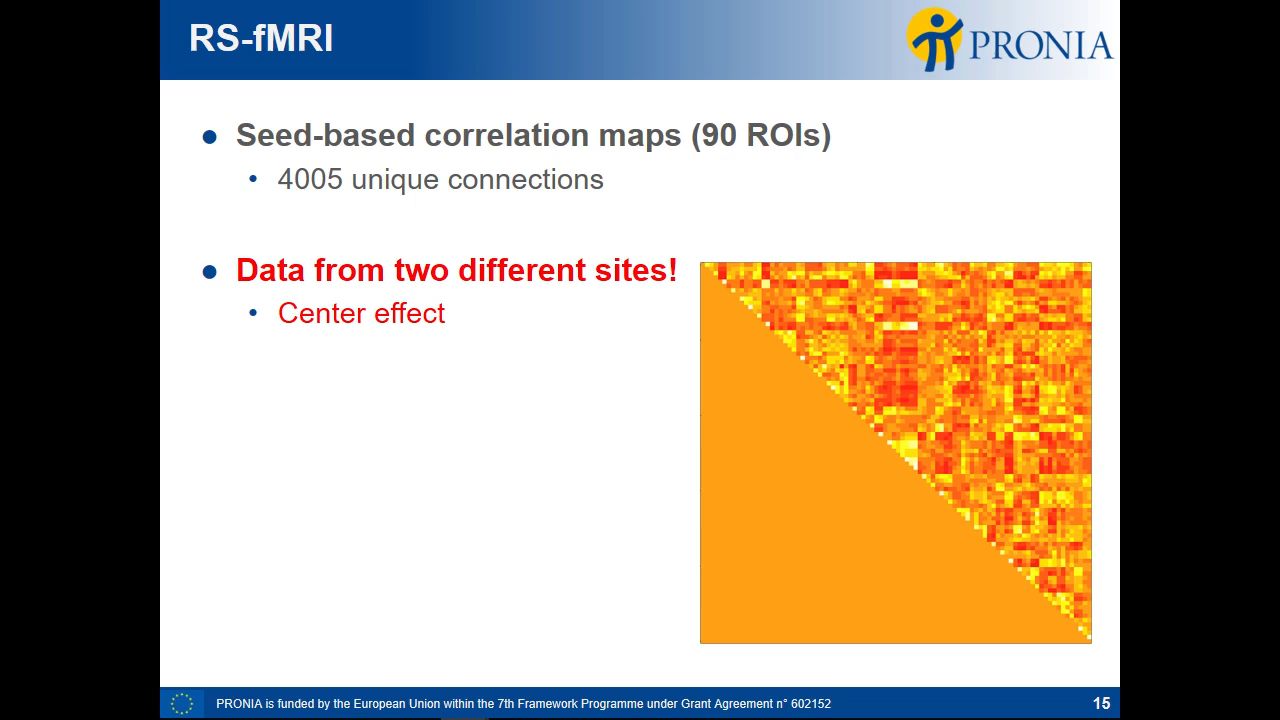 RS-fMRI
PRONIA
Seed-based correlation maps (90 ROIs)
4005 unique connections
Data from two different sites!
Center effect
PRONIA is funded by the European Union within the 7th Framework Programme under Grant Agreement n° 602152
15